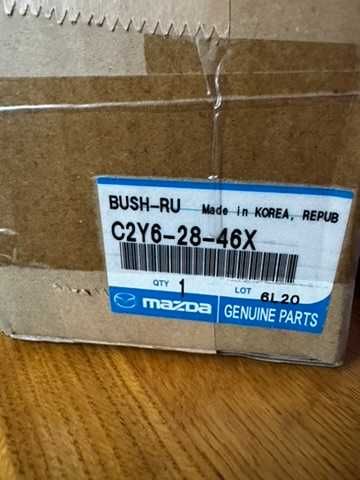 BUSH-RU Made in KOREA, REPUB
C2Y6-28-46X
QTY 1 LOT 6L20
mazda GENUINE PARTS